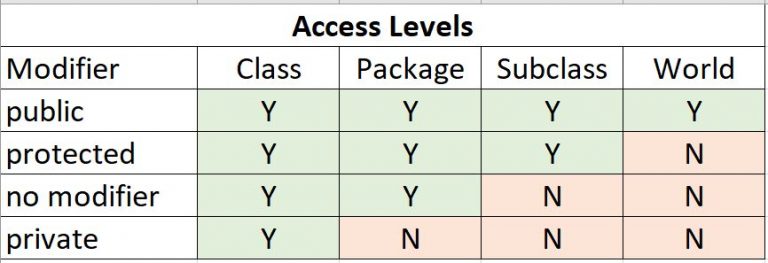 Access Levels
Modifier Class Package Subclass World
public Y Y Y Y
protected Y Y Y N
no modifier Y Y N N
private Y N N N